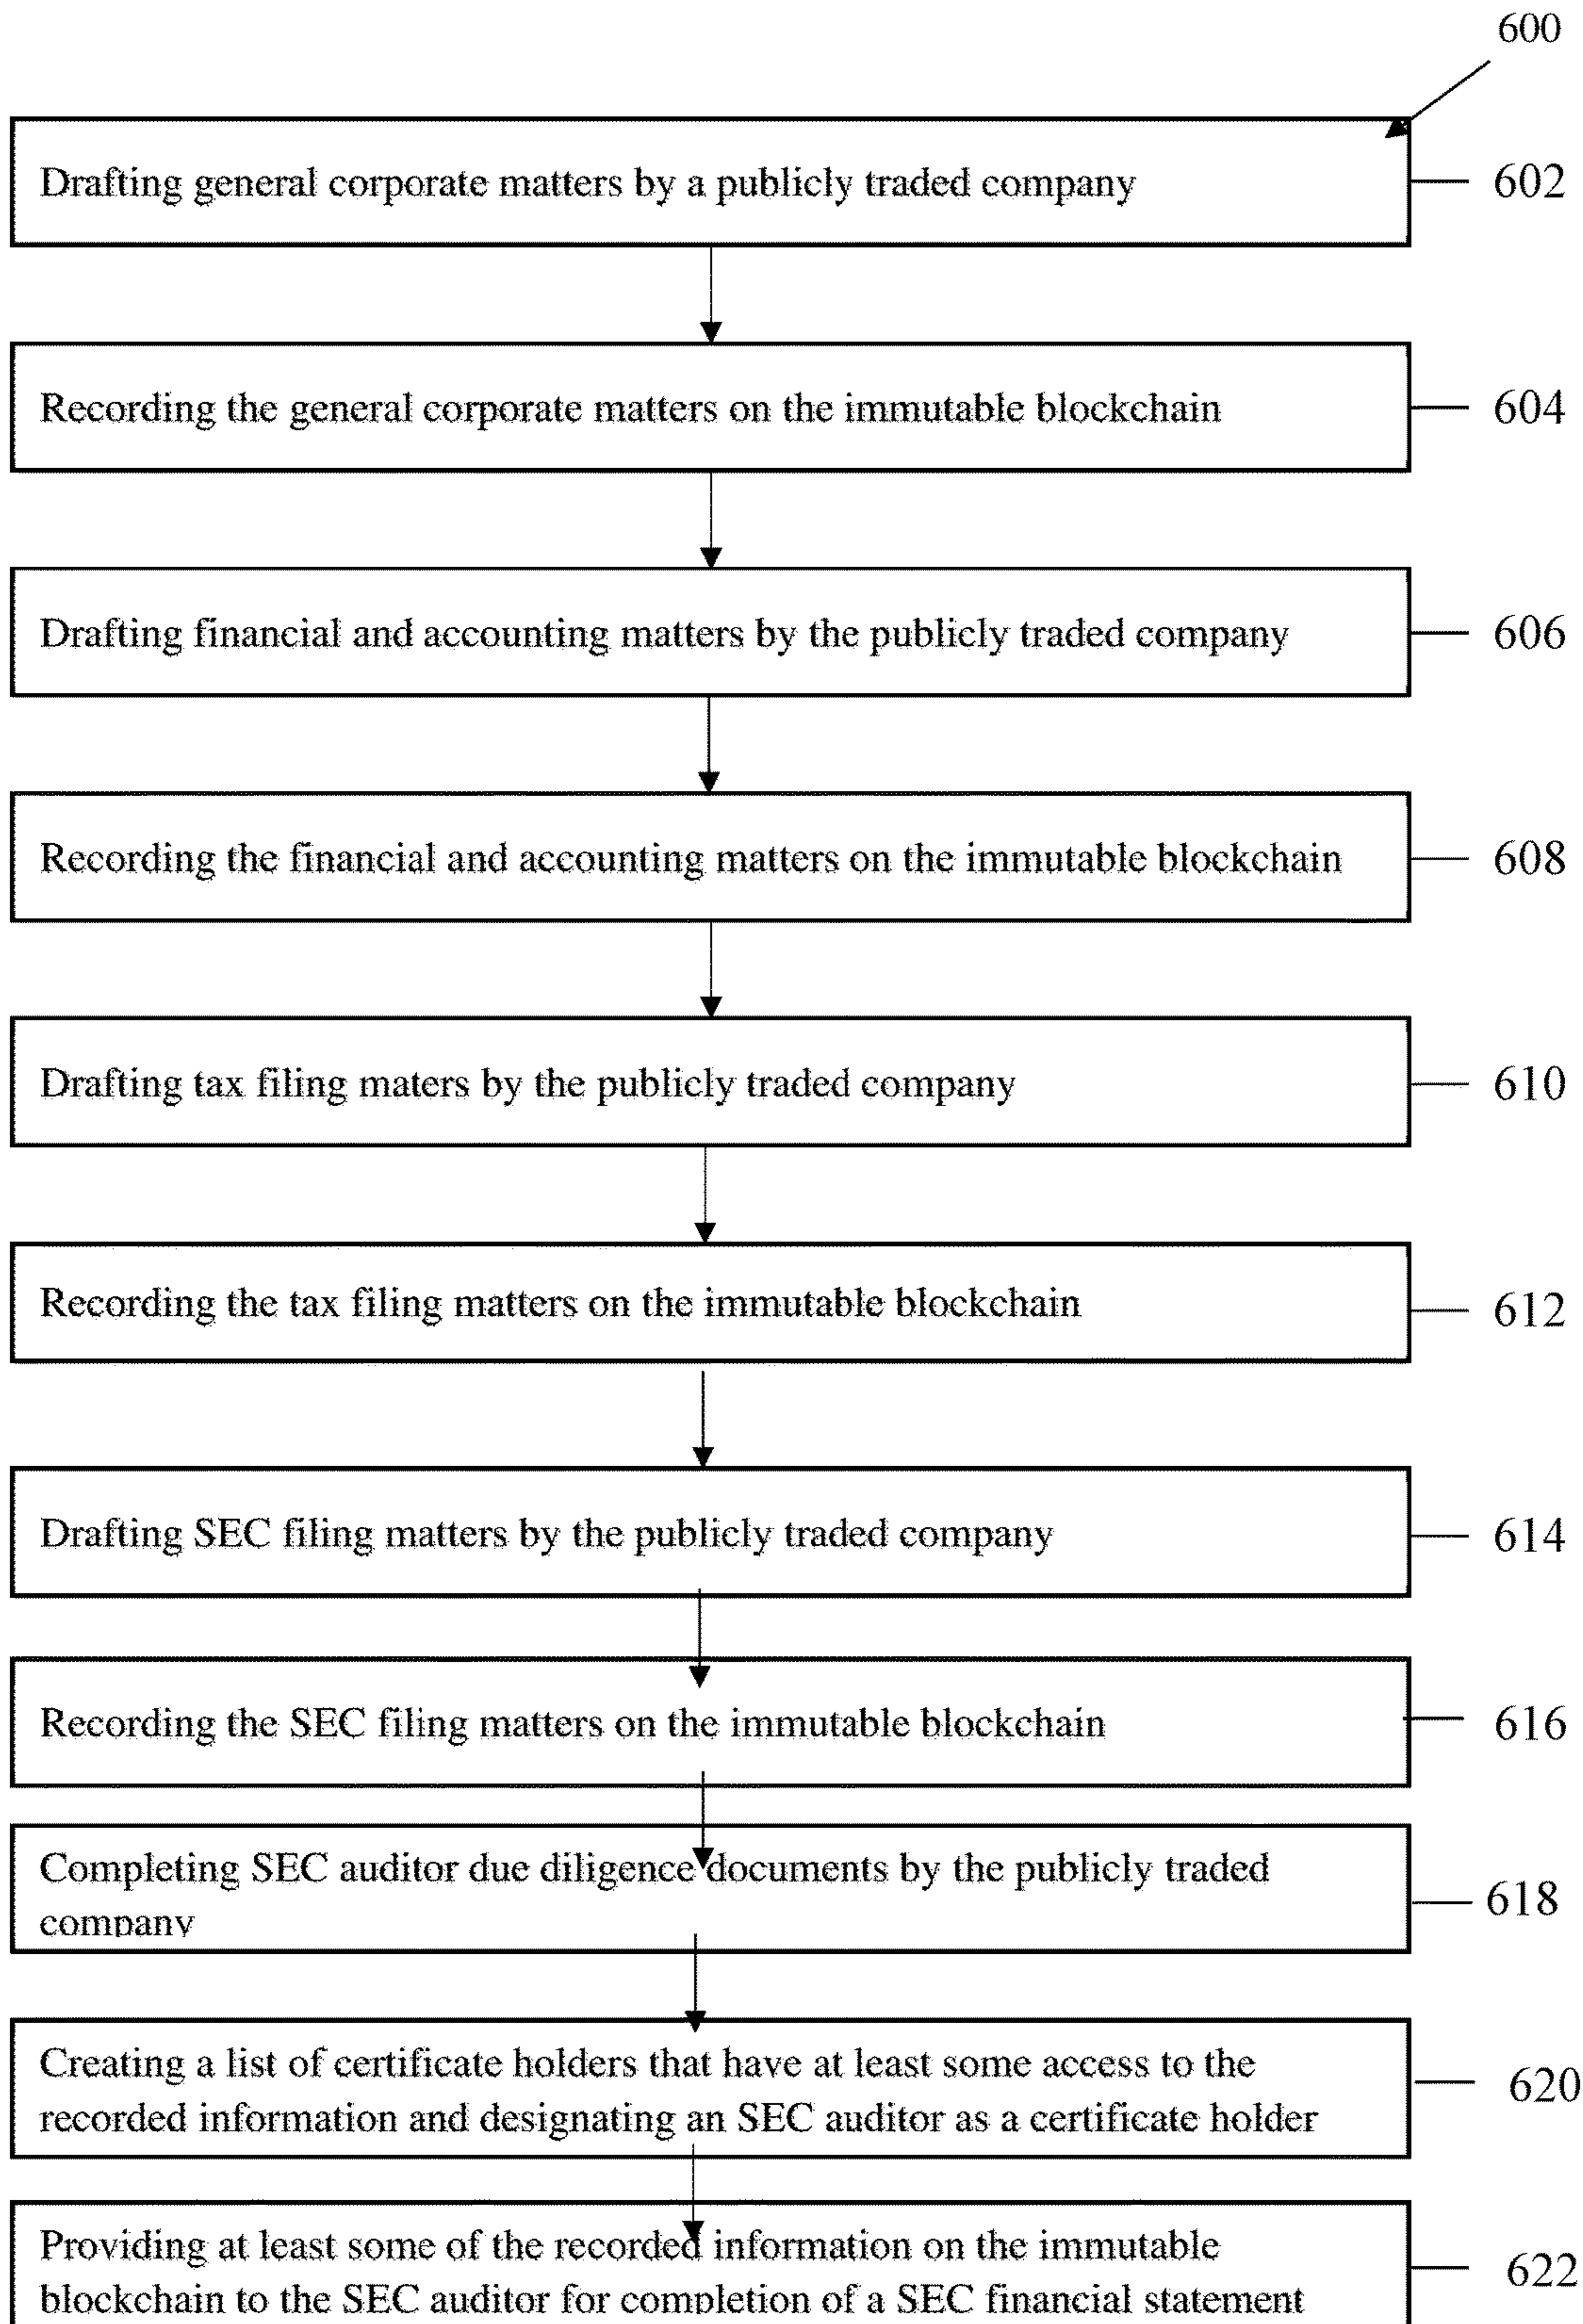 600
Drafting general corporate matters by a publicly traded company
602
Recording the general corporate matters on the immutable blockchain
604
Drafting financial and accounting matters by the publicly traded company
606
Recording the financial and accounting matters on the immutable blockchain
608
Drafting tax filing maters by the publicly traded company
610
Recording the tax filing matters on the immutable blockchain
612
Drafting SEC filing matters by the publicly traded company
614
Recording the SEC filing matters on the immutable blockchain
616
Completing SEC auditor due diligence documents by the publicly traded
company
618
Creating a list of certificate holders that have at least some access to the
recorded information and designating an SEC auditor as a certificate holder
620
Providing at least some of the recorded information on the immutable
blockchain to the SEC auditor for completion of a SEC financial statement
622